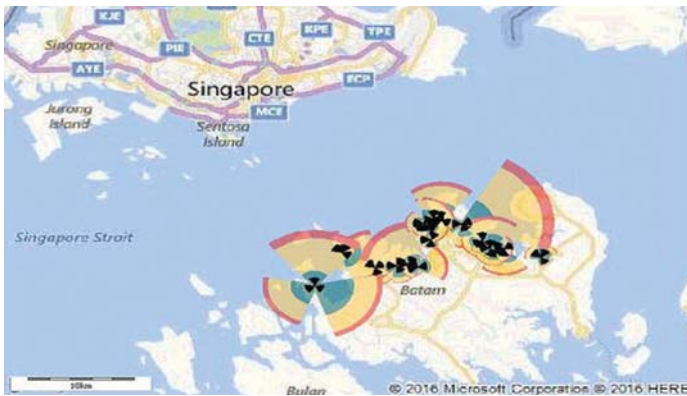 KJE
CTE
KPE
TPE
Singapore
PIE
AYE
Singapore
ECP
MCE
Jurong
Island
Sentosa
Island
Singapore Strait
Batam
10km
Bulan
© 2016 Microsoft Corporation © 2016 HERE